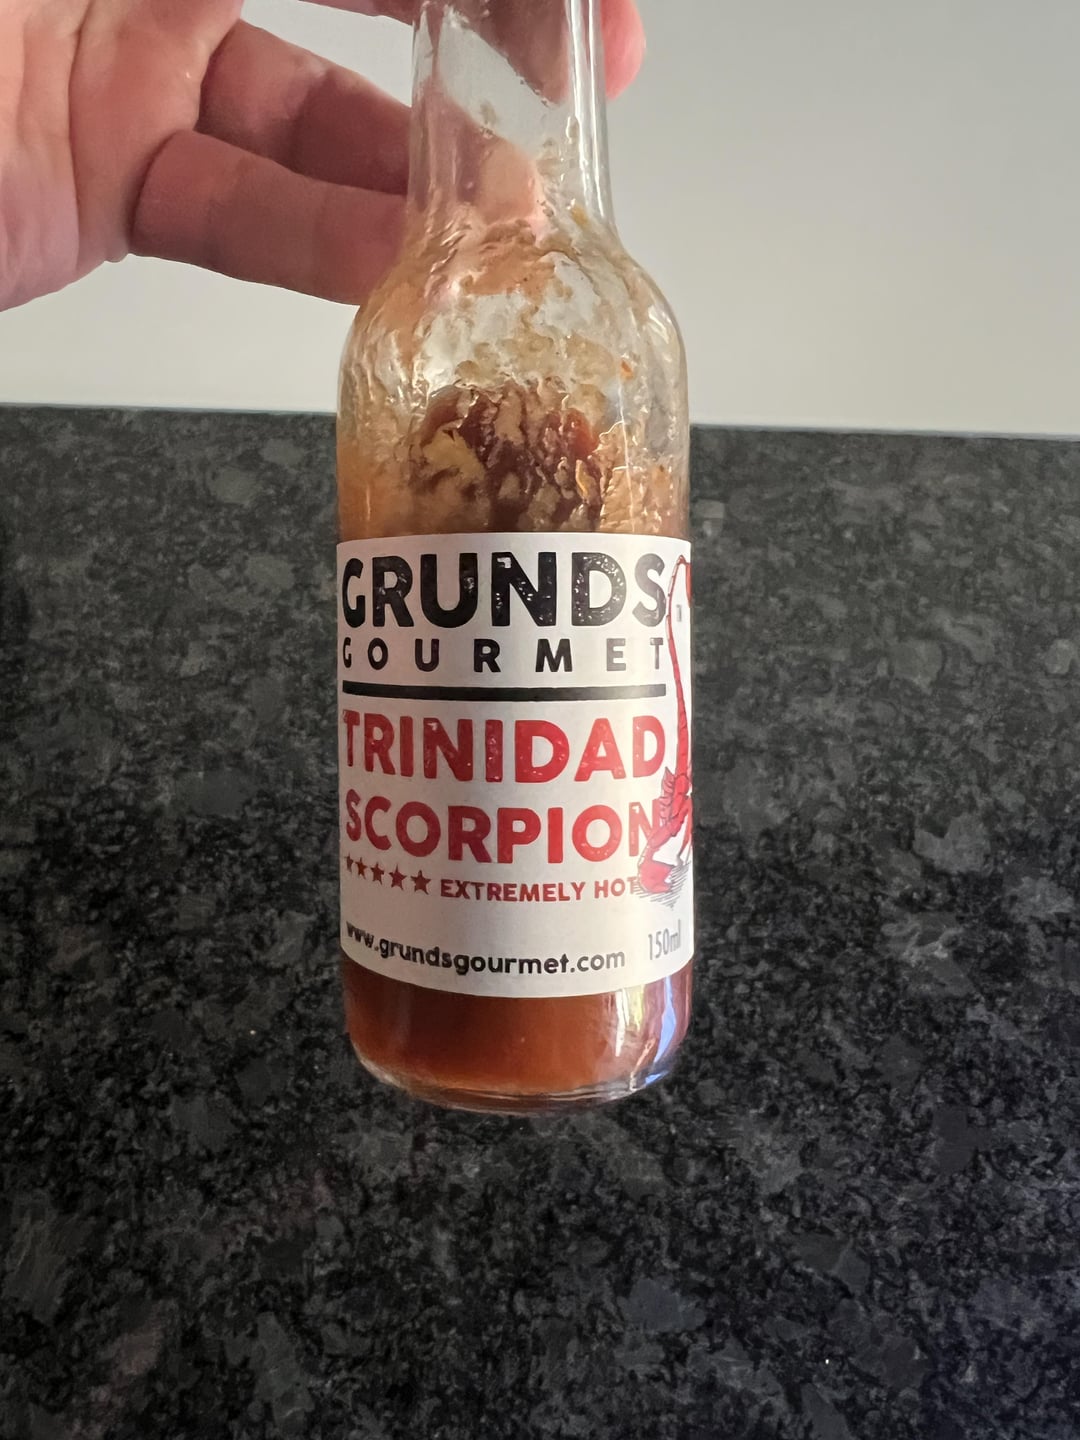 GRUNDS
GOURMET
TRINIDAD
SCORPION
★★★★★ EXTREMELY HOT
www.grundsgourmet.com 150ml